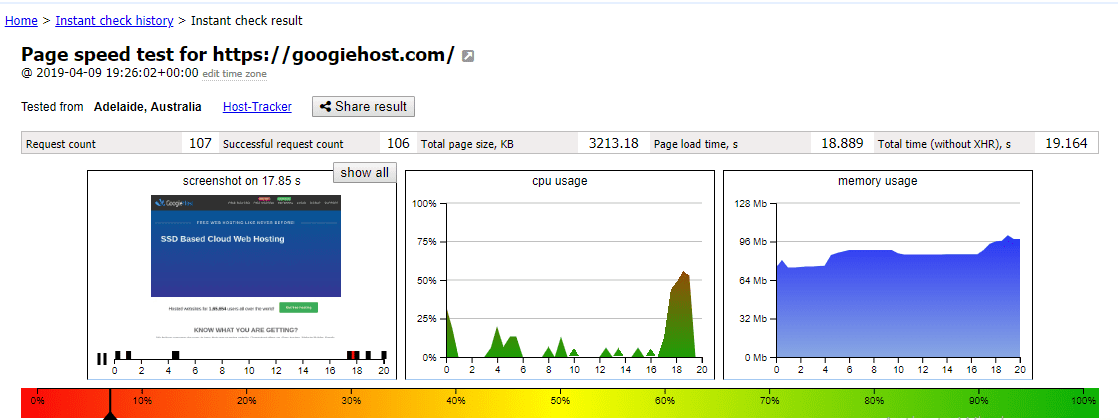 Home > Instant check history > Instant check result
Page speed test for https://googiehost.com/
@ 2019-04-09 19:26:02+00:00 edit time zone
Tested from Adelaide, Australia Host-Tracker Share result
Request count 107 Successful request count 106 Total page size, KB 3213.18 Page load time, s 18.889 Total time (without XHR), s 19.164
screenshot on 17.85 s
show all
FREE WEB HOSTING LIKE NEVER BEFORE!
SSD Based Cloud Web Hosting
KNOW WHAT YOU ARE GETTING?
0 2 4 6 8 10 12 14 16 18 20
cpu usage
100%
75%
50%
25%
0%
0 2 4 6 8 10 12 14 16 18 20
memory usage
128 Mb
96 Mb
64 Mb
32 Mb
0 Mb
0 2 4 6 8 10 12 14 16 18 20
0% 10% 20% 30% 40% 50% 60% 70% 80% 90% 100%